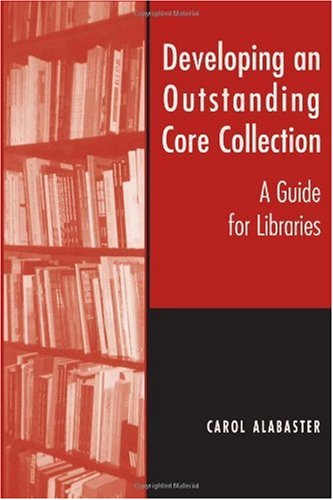 Developing an
Outstanding
Core Collection
A Guide
for Libraries
CAROL ALABASTER